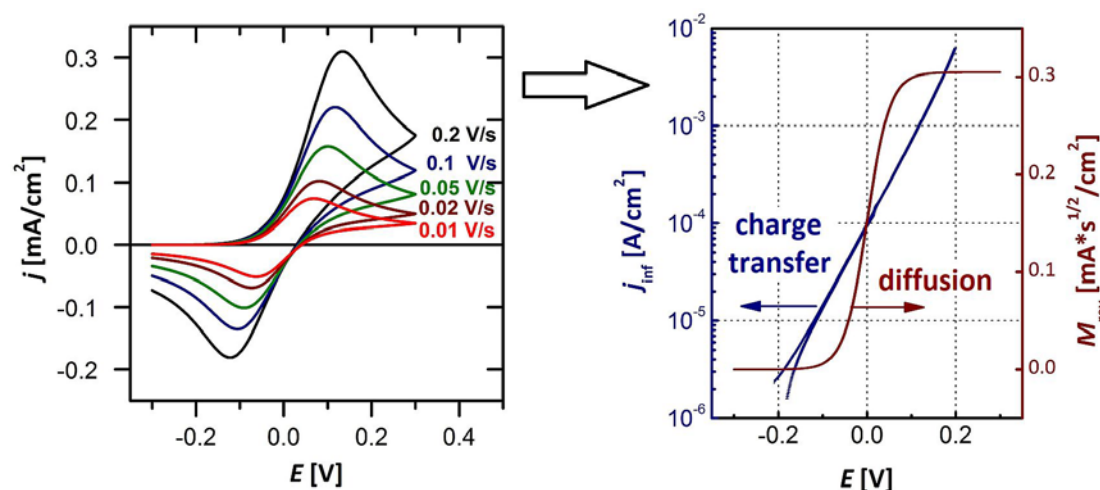 0.3
0.2
0.1
0.0
-0.1
-0.2
j [mA/cm²]
0.2 V/s
0.1 V/s
0.05 V/s
0.02 V/s
0.01 V/s
-0.2 0.0 0.2 0.4
E [V]
10⁻²
10⁻³
10⁻⁴
10⁻⁵
10⁻⁶
j_inf [A/cm²]
charge
transfer
diffusion
0.3
0.2
0.1
0.0
[mA*s^1/2/cm²]
-0.2 0.0 0.2
E [V]